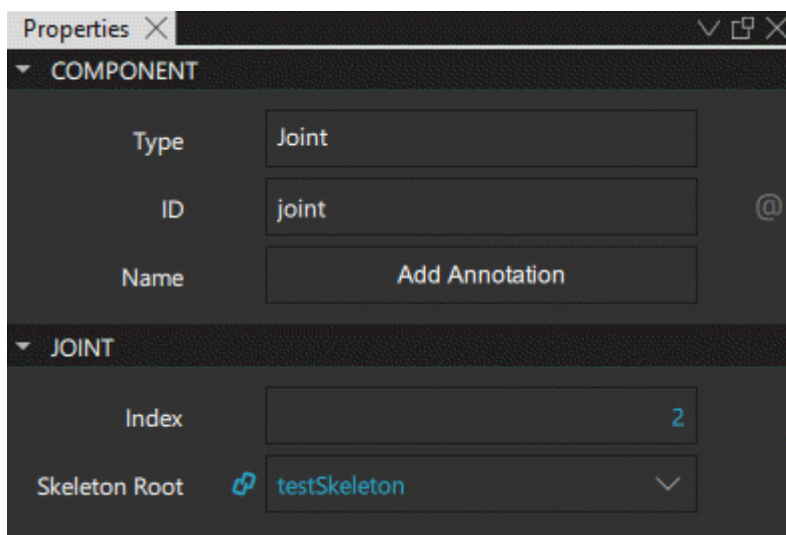 Properties
COMPONENT
Type Joint
ID joint @
Name Add Annotation
JOINT
Index 2
Skeleton Root testSkeleton